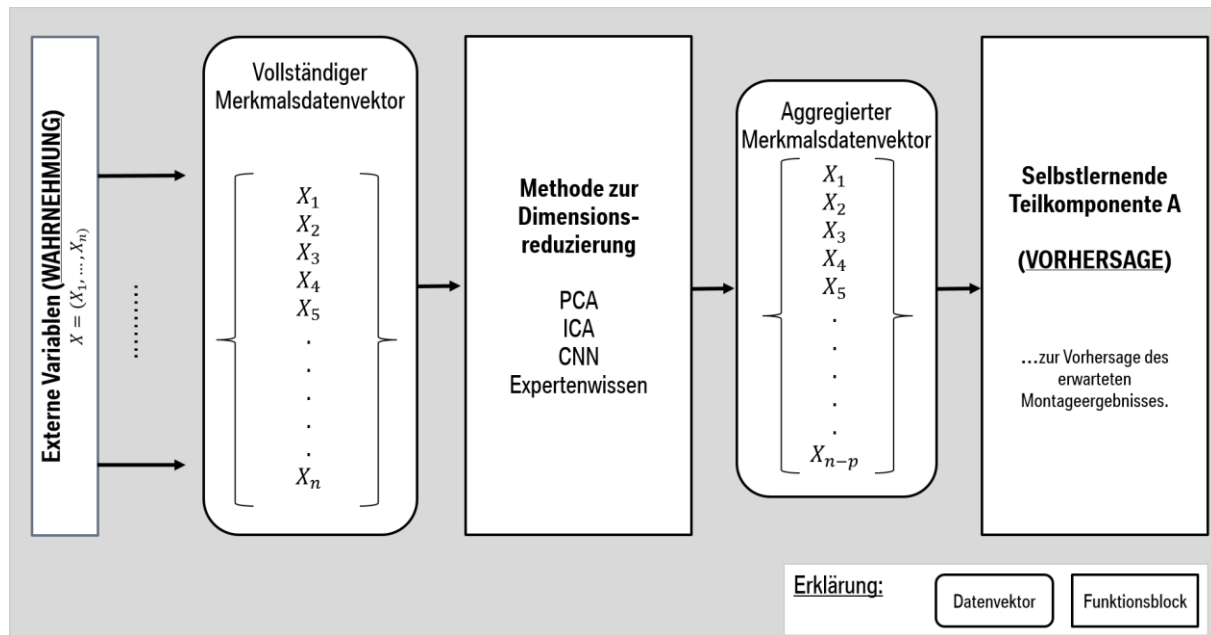 Externe Variablen (WAHRNEHMUNG)
X = (X₁, ..., Xₙ)
.........
Vollständiger
Merkmalsdatenvektor
X₁
X₂
X₃
X₄
X₅
.
.
.
.
Xₙ
Methode zur
Dimensions-
reduzierung
PCA
ICA
CNN
Expertenwissen
Aggregierter
Merkmalsdatenvektor
X₁
X₂
X₃
X₄
X₅
.
.
.
.
.
Xₙ₋ₚ
Selbstlernende
Teilkomponente A
(VORHERSAGE)
...zur Vorhersage des
erwarteten
Montageergebnisses.
Erklärung:
Datenvektor
Funktionsblock